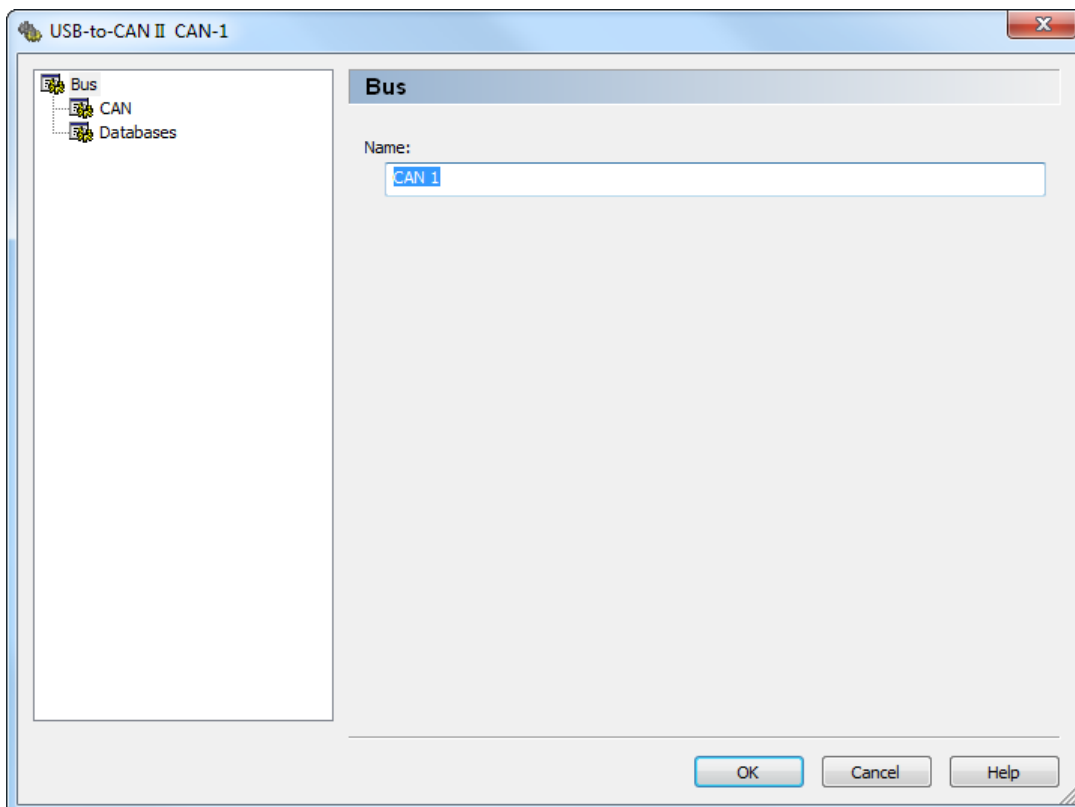 USB-to-CAN II CAN-1
Bus
CAN
Databases
Bus
Name:
CAN 1
OK
Cancel
Help